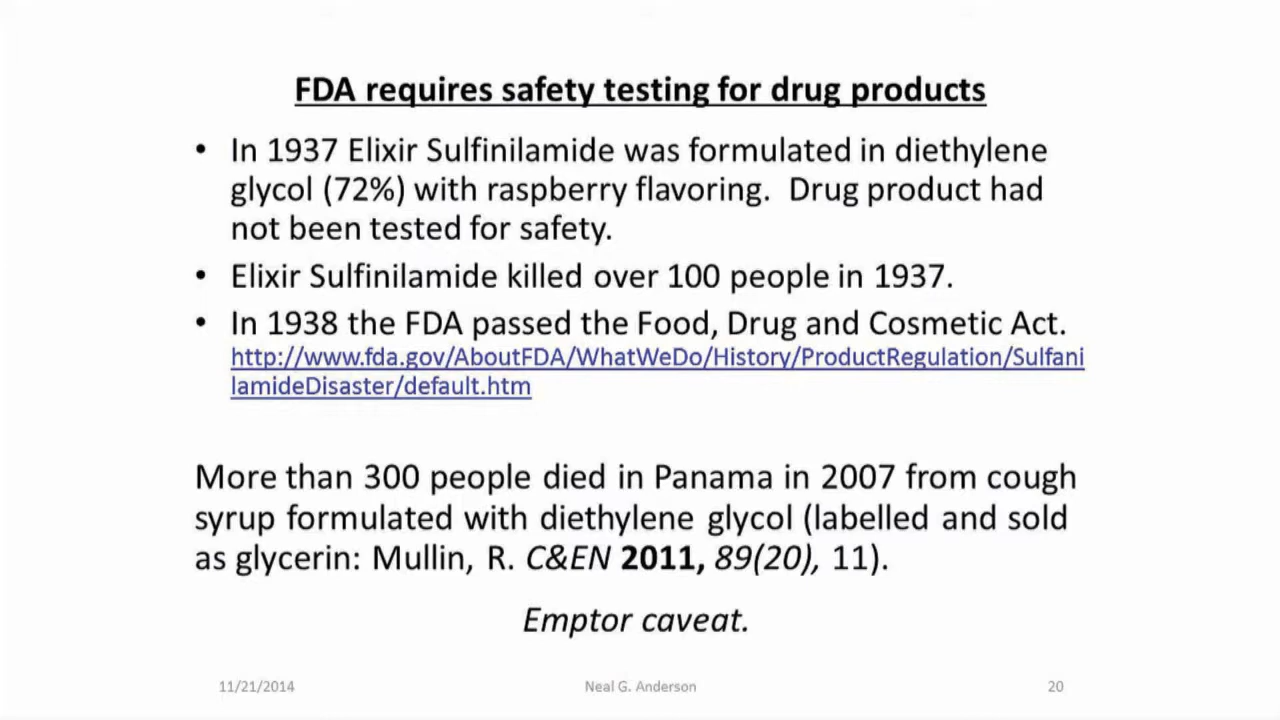 FDA requires safety testing for drug products
• In 1937 Elixir Sulfinilamide was formulated in diethylene
glycol (72%) with raspberry flavoring.  Drug product had
not been tested for safety.
• Elixir Sulfinilamide killed over 100 people in 1937.
• In 1938 the FDA passed the Food, Drug and Cosmetic Act.
http://www.fda.gov/AboutFDA/WhatWeDo/History/ProductRegulation/Sulfani
lamideDisaster/default.htm
More than 300 people died in Panama in 2007 from cough
syrup formulated with diethylene glycol (labelled and sold
as glycerin: Mullin, R. C&EN 2011, 89(20), 11).
Emptor caveat.
11/21/2014 Neal G. Anderson 20